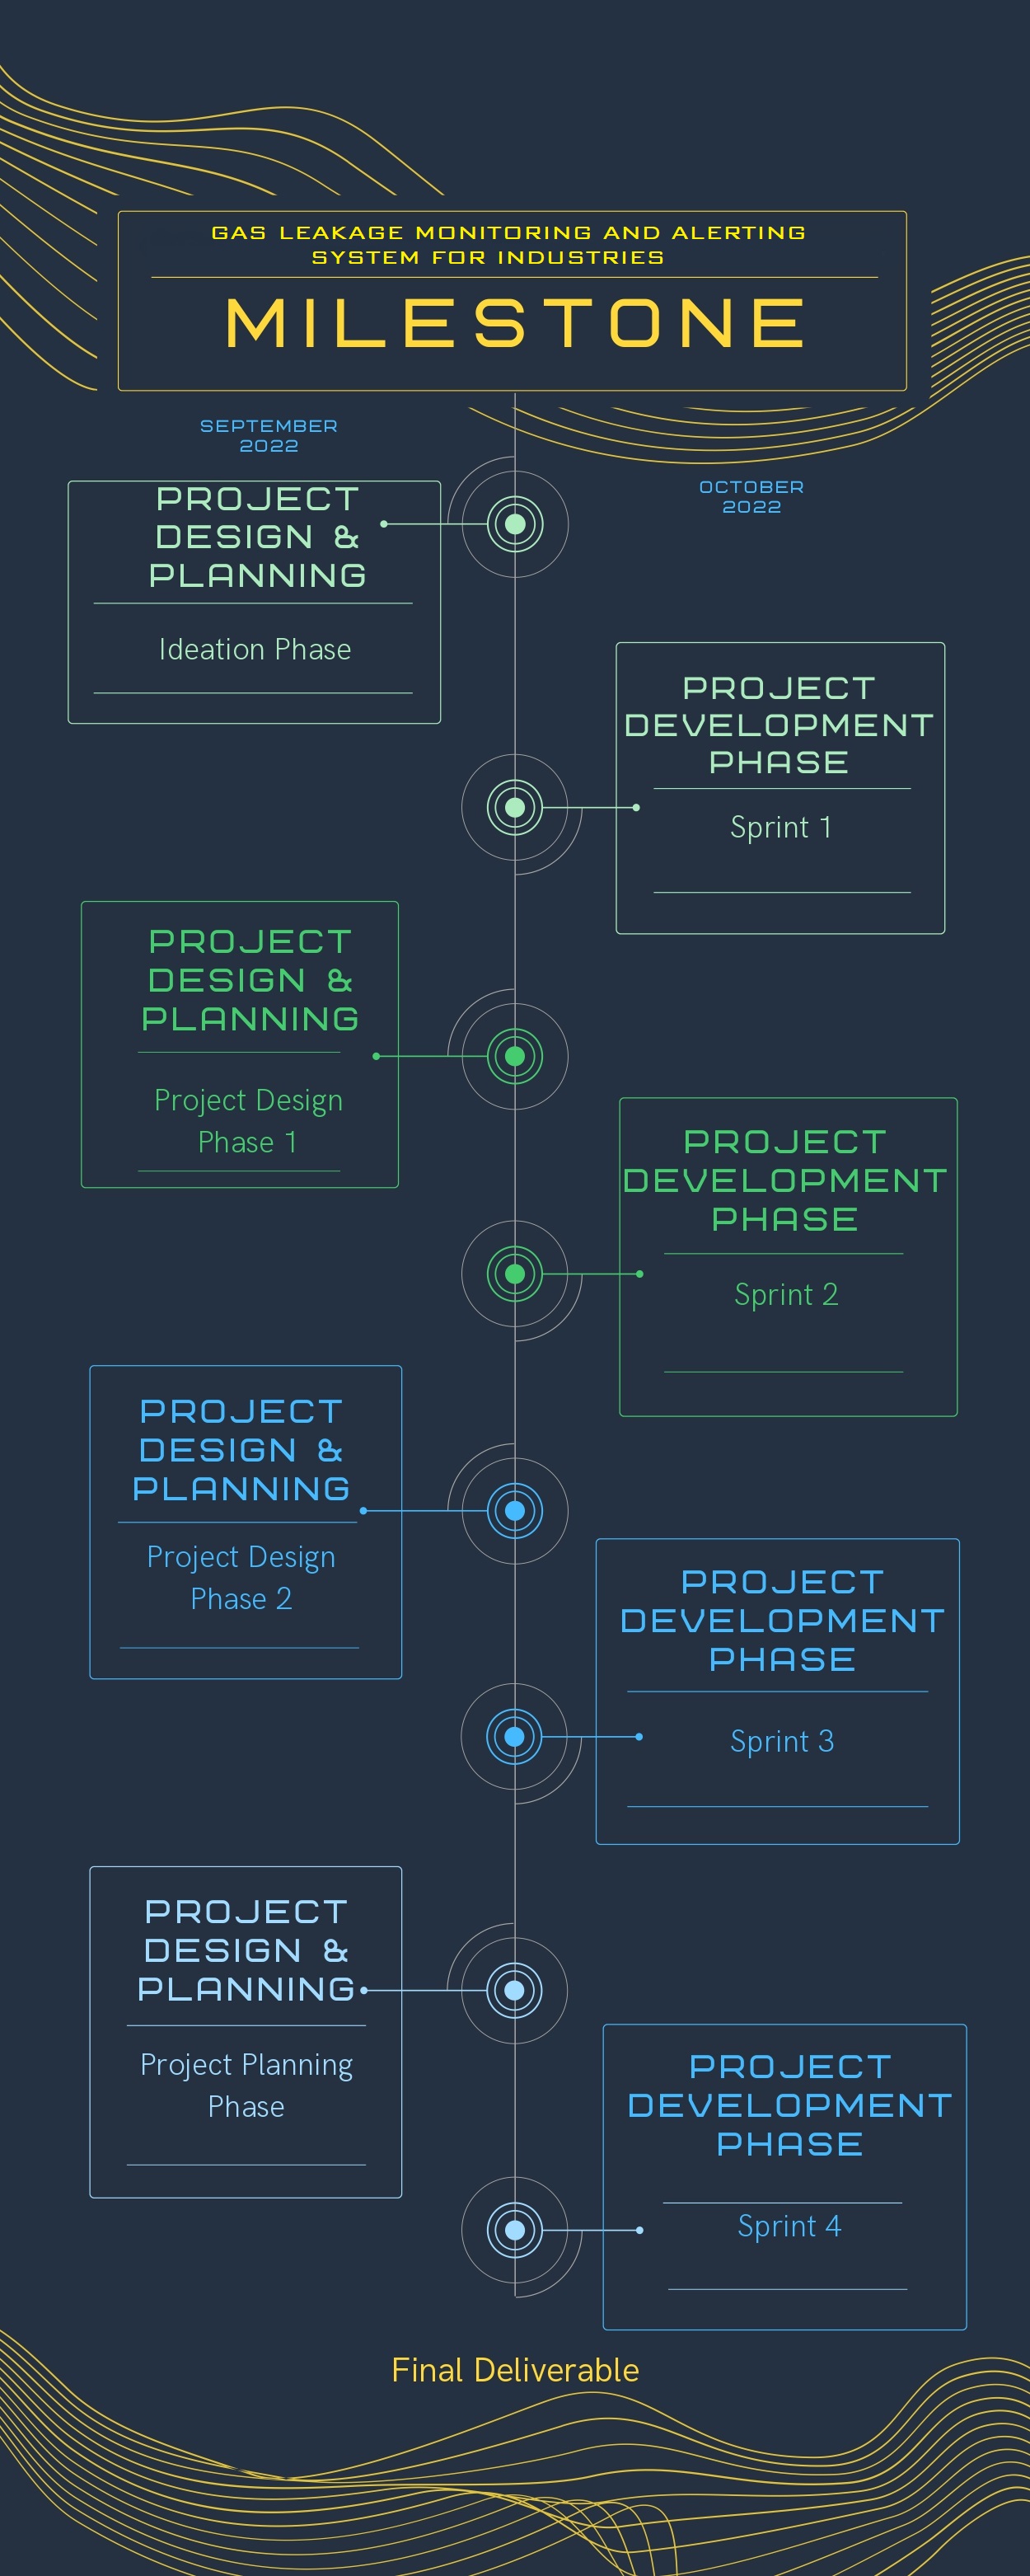 GAS LEAKAGE MONITORING AND ALERTING
SYSTEM FOR INDUSTRIES
MILESTONE
SEPTEMBER
2022
OCTOBER
2022
PROJECT
DESIGN &
PLANNING
Ideation Phase
PROJECT
DEVELOPMENT
PHASE
Sprint 1
PROJECT
DESIGN &
PLANNING
Project Design
Phase 1
PROJECT
DEVELOPMENT
PHASE
Sprint 2
PROJECT
DESIGN &
PLANNING
Project Design
Phase 2
PROJECT
DEVELOPMENT
PHASE
Sprint 3
PROJECT
DESIGN &
PLANNING
Project Planning
Phase
PROJECT
DEVELOPMENT
PHASE
Sprint 4
Final Deliverable